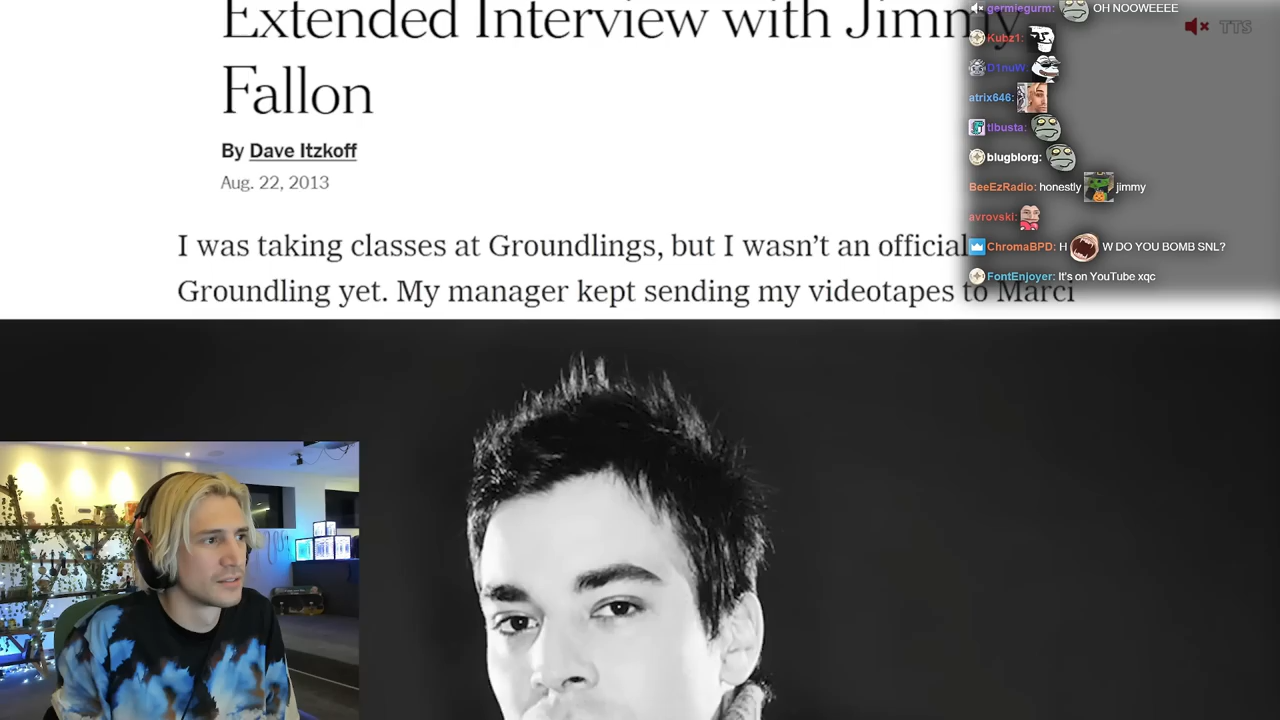 Extended Interview with Jimmy
Fallon
By Dave Itzkoff
Aug. 22, 2013
I was taking classes at Groundlings, but I wasn't an official
Groundling yet. My manager kept sending my videotapes to Marci
germiegurm: OH NOOWEEEE
TTS
Kubz1:
D1nuW:
atrix646:
tlbusta:
blugblorg:
BeeEzRadio: honestly jimmy
avrovski:
ChromaBPD: H W DO YOU BOMB SNL?
FontEnjoyer: It's on YouTube xqc